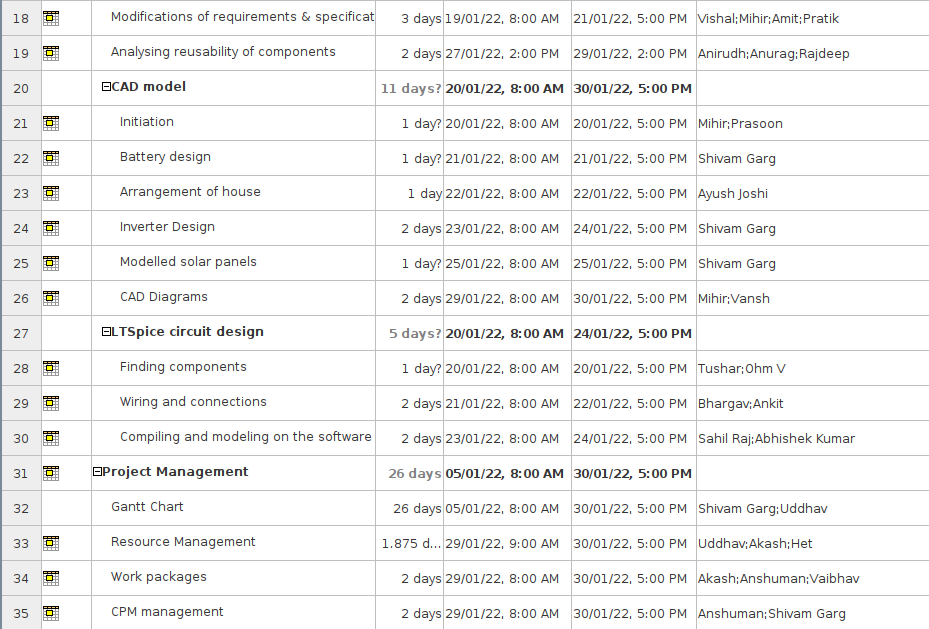 18 Modifications of requirements & specificat 3 days 19/01/22, 8:00 AM 21/01/22, 5:00 PM Vishal;Mihir;Amit;Pratik
19 Analysing reusability of components 2 days 27/01/22, 2:00 PM 29/01/22, 2:00 PM Anirudh;Anurag;Rajdeep
20 CAD model 11 days? 20/01/22, 8:00 AM 30/01/22, 5:00 PM
21 Initiation 1 day? 20/01/22, 8:00 AM 20/01/22, 5:00 PM Mihir;Prasoon
22 Battery design 1 day? 21/01/22, 8:00 AM 21/01/22, 5:00 PM Shivam Garg
23 Arrangement of house 1 day 22/01/22, 8:00 AM 22/01/22, 5:00 PM Ayush Joshi
24 Inverter Design 2 days 23/01/22, 8:00 AM 24/01/22, 5:00 PM Shivam Garg
25 Modelled solar panels 1 day? 25/01/22, 8:00 AM 25/01/22, 5:00 PM Shivam Garg
26 CAD Diagrams 2 days 29/01/22, 8:00 AM 30/01/22, 5:00 PM Mihir;Vansh
27 LTSpice circuit design 5 days? 20/01/22, 8:00 AM 24/01/22, 5:00 PM
28 Finding components 1 day? 20/01/22, 8:00 AM 20/01/22, 5:00 PM Tushar;Ohm V
29 Wiring and connections 2 days 21/01/22, 8:00 AM 22/01/22, 5:00 PM Bhargav;Ankit
30 Compiling and modeling on the software 2 days 23/01/22, 8:00 AM 24/01/22, 5:00 PM Sahil Raj;Abhishek Kumar
31 Project Management 26 days 05/01/22, 8:00 AM 30/01/22, 5:00 PM
32 Gantt Chart 26 days 05/01/22, 8:00 AM 30/01/22, 5:00 PM Shivam Garg;Uddhav
33 Resource Management 1.875 d... 29/01/22, 9:00 AM 30/01/22, 5:00 PM Uddhav;Akash;Het
34 Work packages 2 days 29/01/22, 8:00 AM 30/01/22, 5:00 PM Akash;Anshuman;Vaibhav
35 CPM management 2 days 29/01/22, 8:00 AM 30/01/22, 5:00 PM Anshuman;Shivam Garg